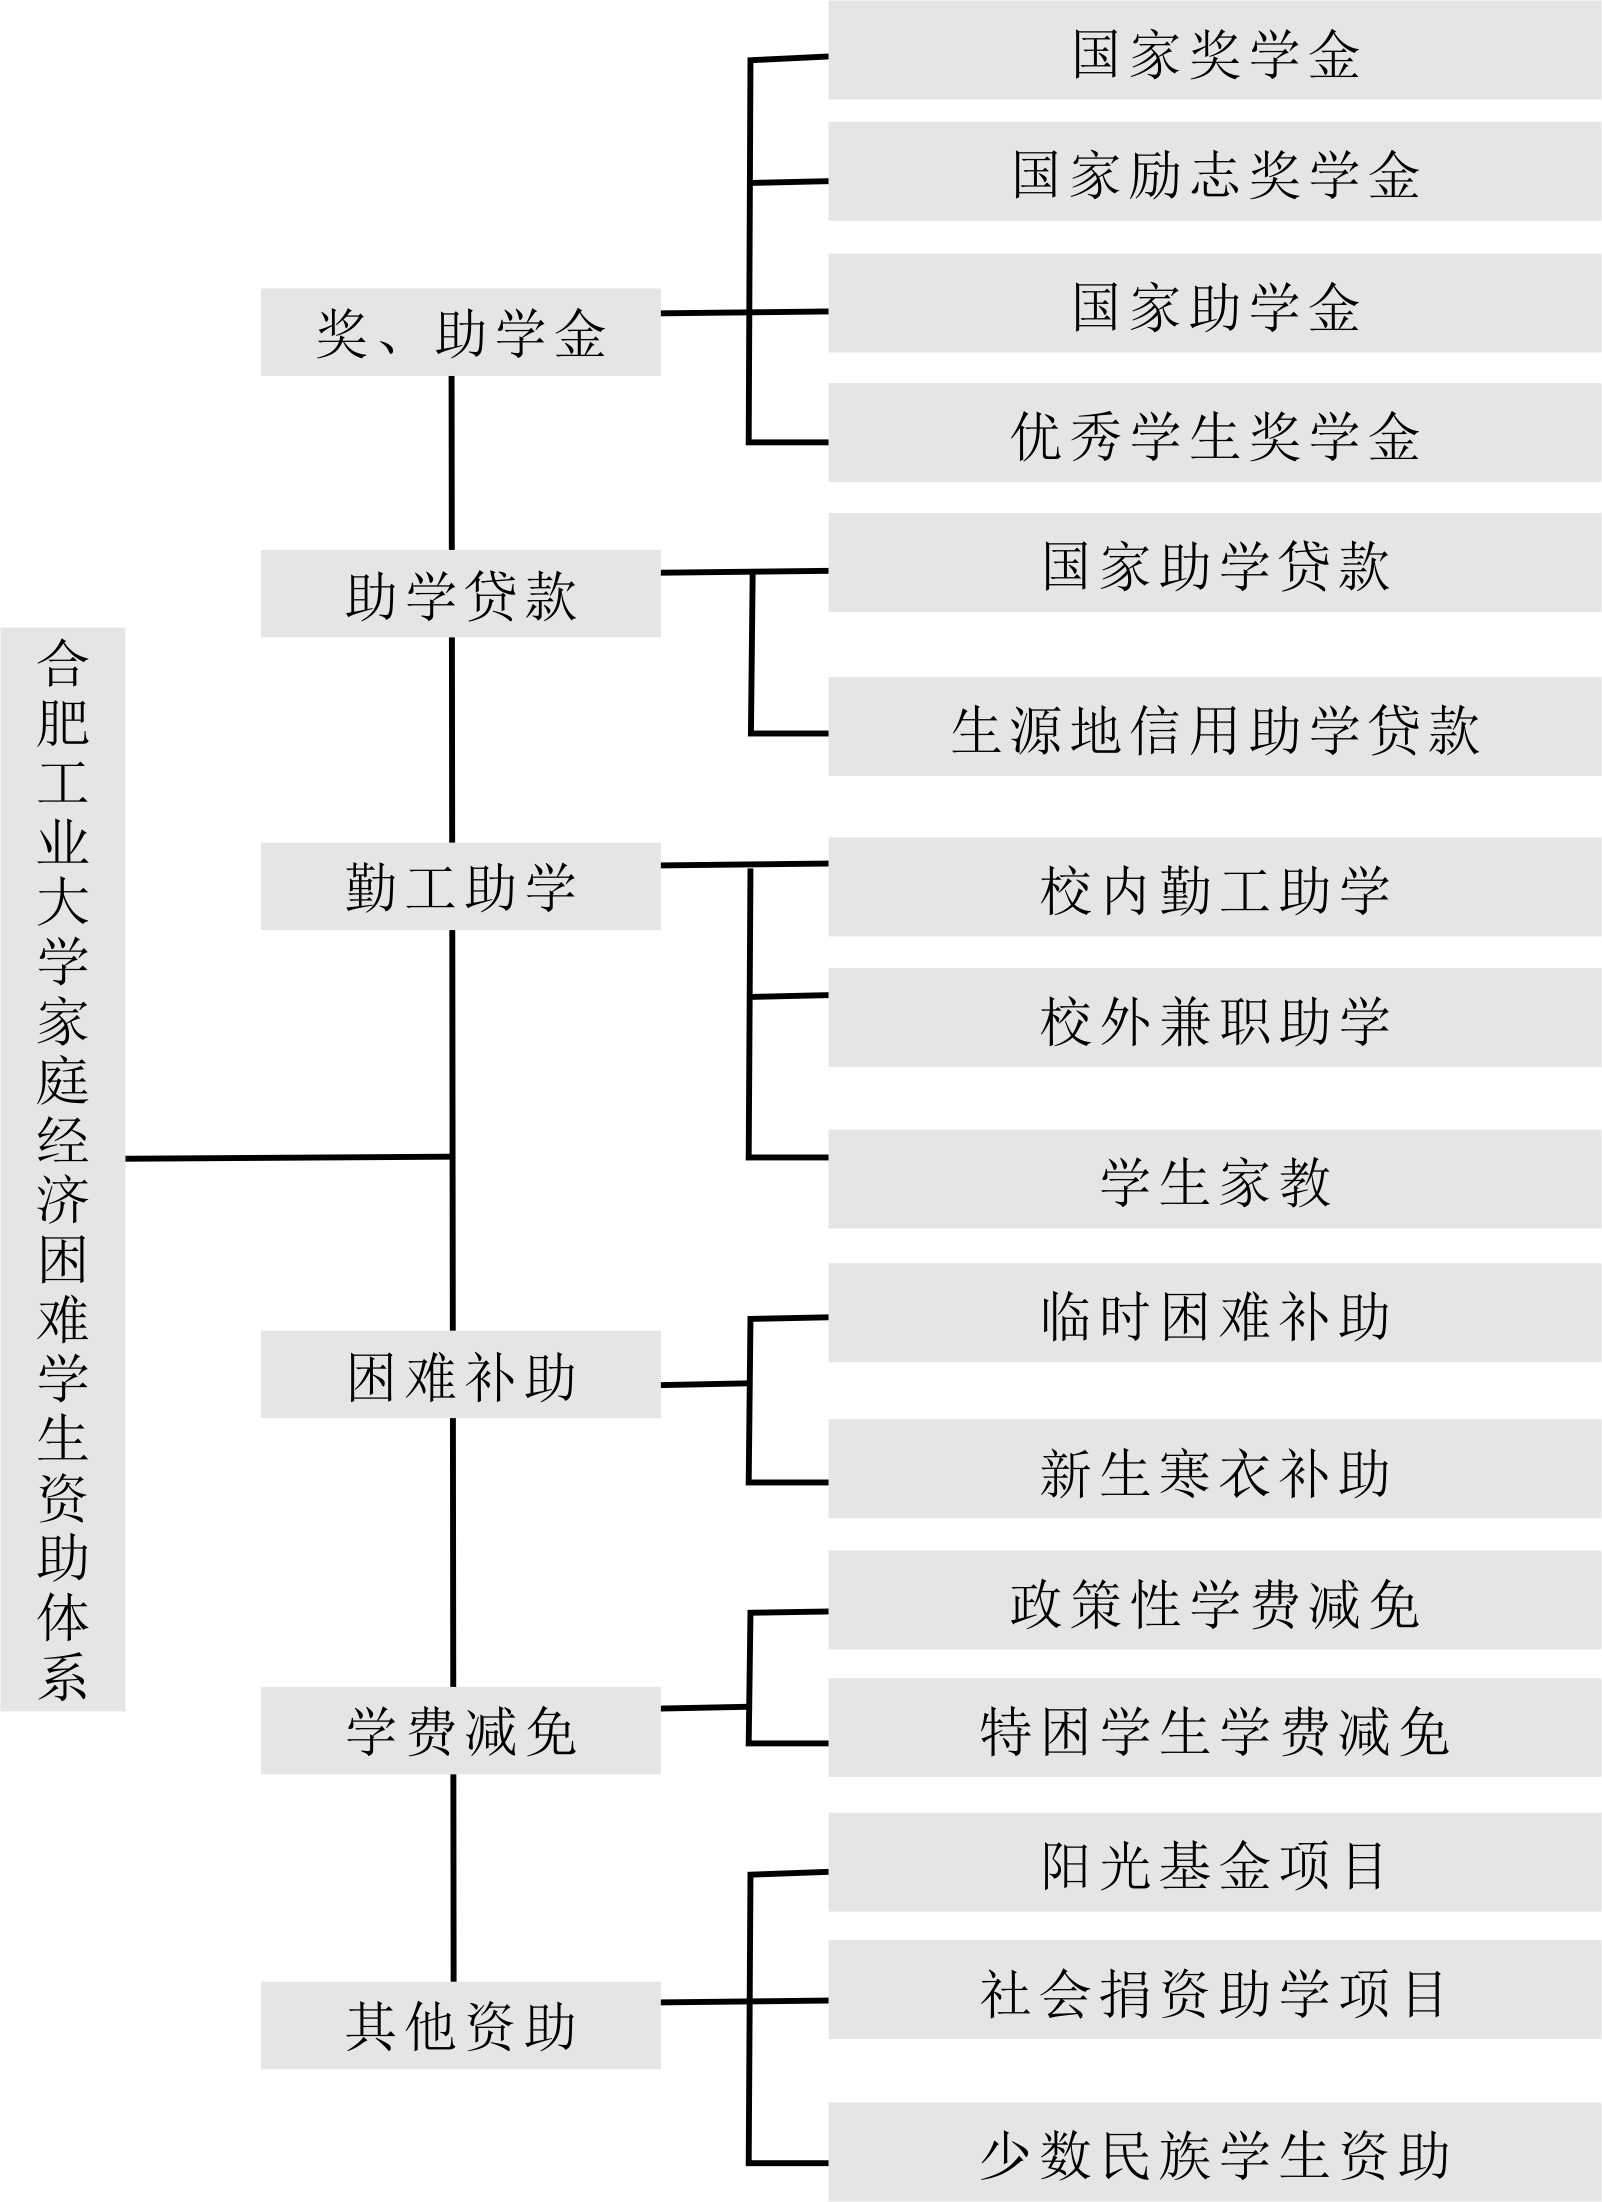 合肥工业大学家庭经济困难学生资助体系
奖、助学金
国家奖学金
国家励志奖学金
国家助学金
优秀学生奖学金
助学贷款
国家助学贷款
生源地信用助学贷款
勤工助学
校内勤工助学
校外兼职助学
学生家教
困难补助
临时困难补助
新生寒衣补助
学费减免
政策性学费减免
特困学生学费减免
其他资助
阳光基金项目
社会捐资助学项目
少数民族学生资助